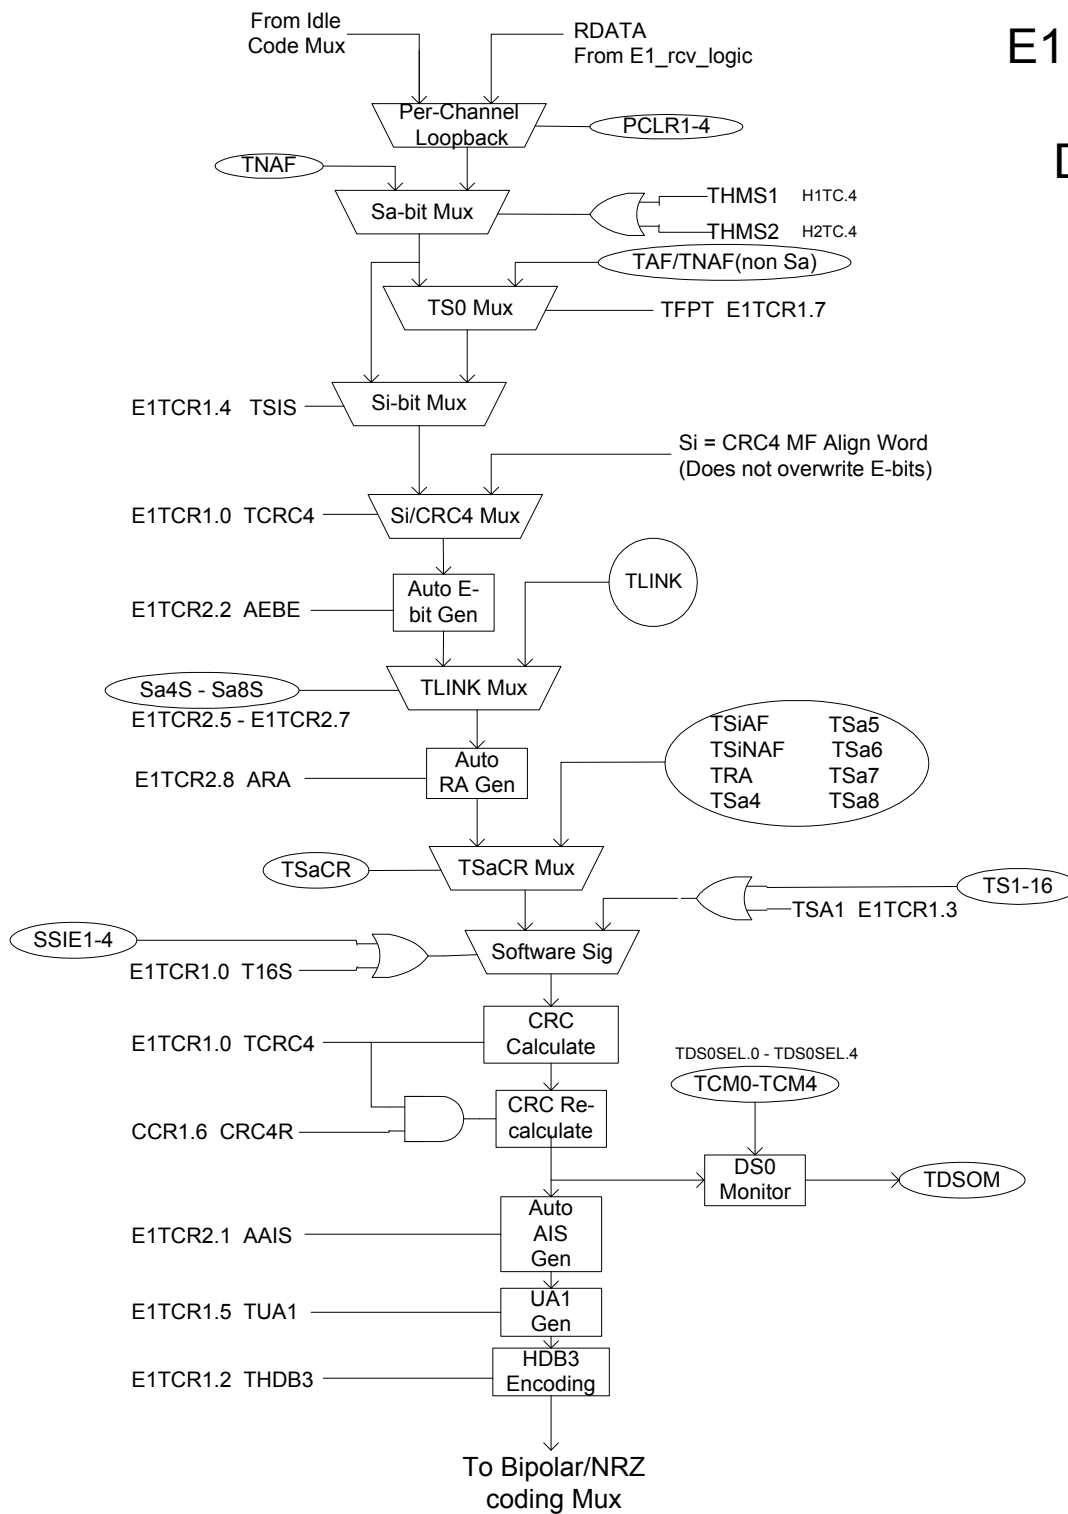 From Idle
Code Mux
RDATA
From E1_rcv_logic
E1
Per-Channel
Loopback
PCLR1-4
D
TNAF
Sa-bit Mux
THMS1 H1TC.4
THMS2 H2TC.4
TAF/TNAF(non Sa)
TS0 Mux
TFPT E1TCR1.7
E1TCR1.4 TSIS
Si-bit Mux
Si = CRC4 MF Align Word
(Does not overwrite E-bits)
E1TCR1.0 TCRC4
Si/CRC4 Mux
Auto E-
bit Gen
TLINK
E1TCR2.2 AEBE
Sa4S - Sa8S
TLINK Mux
E1TCR2.5 - E1TCR2.7
TSiAF TSa5
TSiNAF TSa6
TRA TSa7
TSa4 TSa8
Auto
RA Gen
E1TCR2.8 ARA
TSaCR
TSaCR Mux
TS1-16
TSA1 E1TCR1.3
SSIE1-4
Software Sig
E1TCR1.0 T16S
CRC
Calculate
E1TCR1.0 TCRC4
TDS0SEL.0 - TDS0SEL.4
TCM0-TCM4
CRC Re-
calculate
CCR1.6 CRC4R
DS0
Monitor
TDSOM
Auto
AIS
Gen
E1TCR2.1 AAIS
UA1
Gen
E1TCR1.5 TUA1
HDB3
Encoding
E1TCR1.2 THDB3
To Bipolar/NRZ
coding Mux